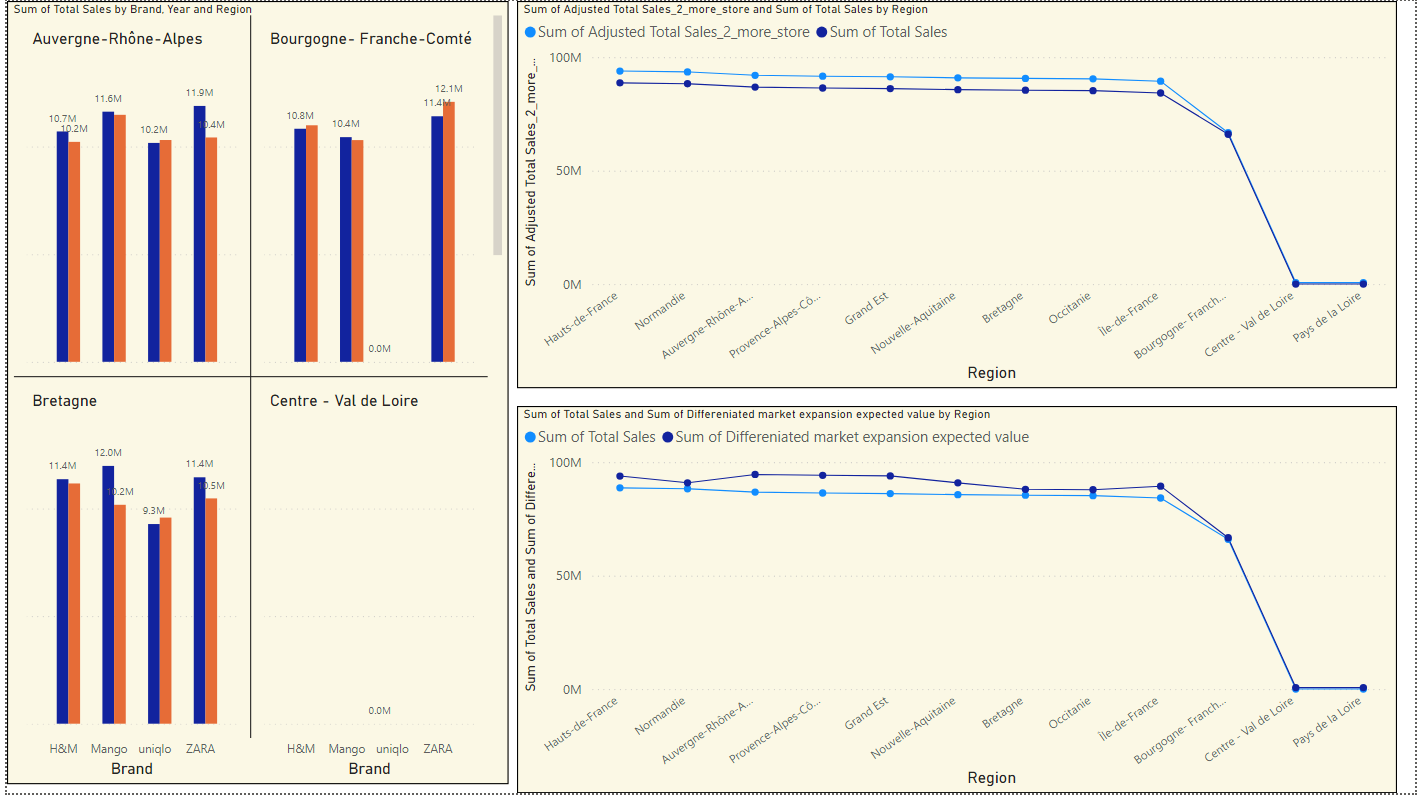 Sum of Total Sales by Brand, Year and Region
Auvergne-Rhône-Alpes
10.7M
10.2M
11.6M
10.2M
11.9M
10.4M
Bourgogne- Franche-Comté
10.8M
10.4M
0.0M
11.4M
12.1M
Bretagne
11.4M
12.0M
10.2M
9.3M
11.4M
10.5M
H&M Mango uniqlo ZARA
Brand
Centre - Val de Loire
0.0M
H&M Mango uniqlo ZARA
Brand
Sum of Adjusted Total Sales_2_more_store and Sum of Total Sales by Region
Sum of Adjusted Total Sales_2_more_store Sum of Total Sales
Sum of Adjusted Total Sales_2_more_...
100M
50M
0M
Hauts-de-France
Normandie
Auvergne-Rhône-A...
Provence-Alpes-Cô...
Grand Est
Nouvelle-Aquitaine
Bretagne
Occitanie
Île-de-France
Bourgogne- Franch...
Centre - Val de Loire
Pays de la Loire
Region
Sum of Total Sales and Sum of Differeniated market expansion expected value by Region
Sum of Total Sales Sum of Differeniated market expansion expected value
Sum of Total Sales and Sum of Differe...
100M
50M
0M
Hauts-de-France
Normandie
Auvergne-Rhône-A...
Provence-Alpes-Cô...
Grand Est
Nouvelle-Aquitaine
Bretagne
Occitanie
Île-de-France
Bourgogne- Franch...
Centre - Val de Loire
Pays de la Loire
Region